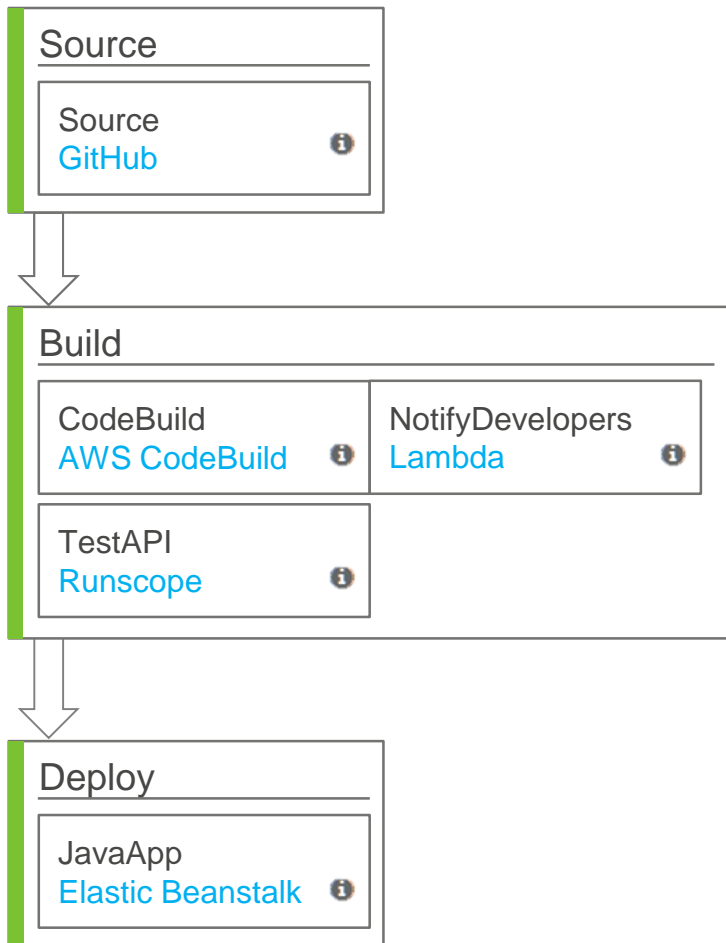 Source
Source
GitHub
Build
CodeBuild
AWS CodeBuild
NotifyDevelopers
Lambda
TestAPI
Runscope
Deploy
JavaApp
Elastic Beanstalk